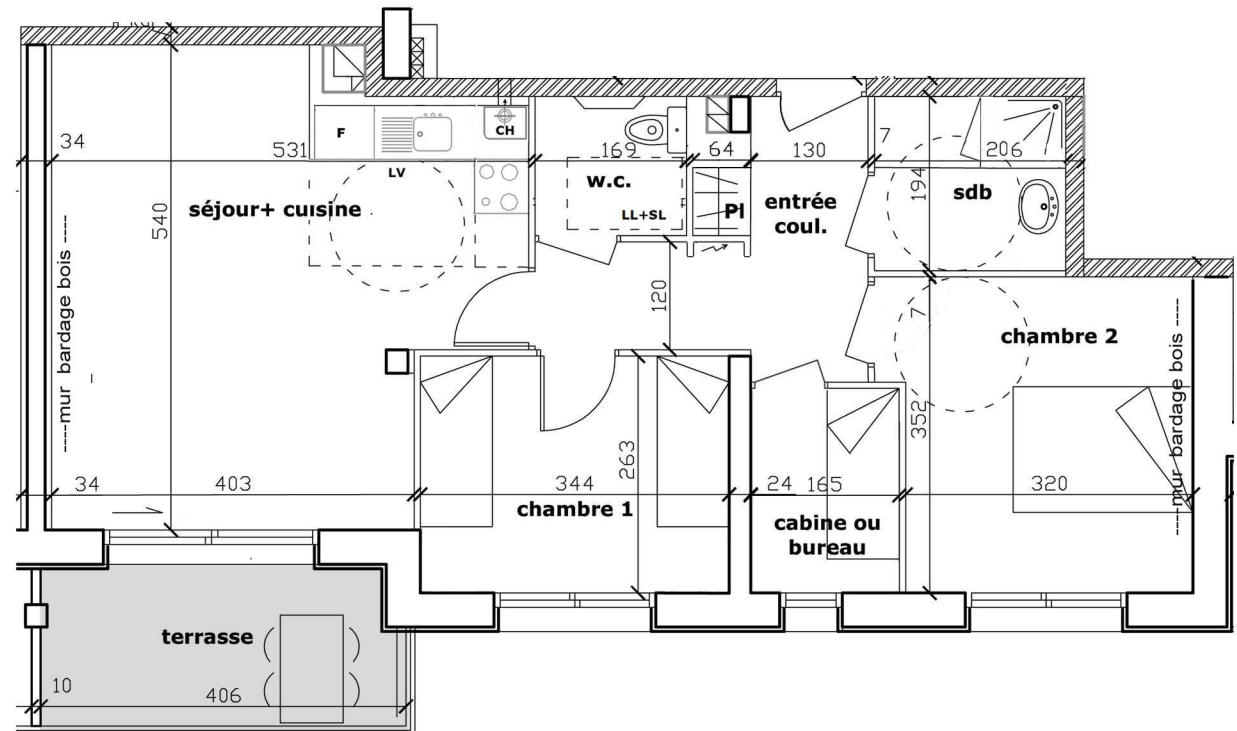 F
CH
34
531
169
64
130
7
206
LV
w.c.
LL+SL
Pl
entrée
coul.
194
sdb
séjour+ cuisine
540
----mur bardage bois ----
120
7
chambre 2
----mur bardage bois ----
263
352
34
403
344
24
165
320
chambre 1
cabine ou
bureau
terrasse
10
406